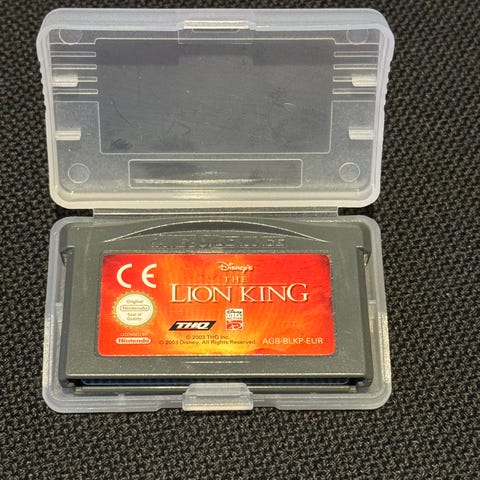 GAME BOY ADVANCE
CE
Disney's
THE
LION KING
Original
Nintendo
Seal of
Quality
LICENSED BY
Nintendo
THQ
© 2003 THQ Inc.
© 2003 Disney. All Rights Reserved.
Disney
AGB-BLKP-EUR